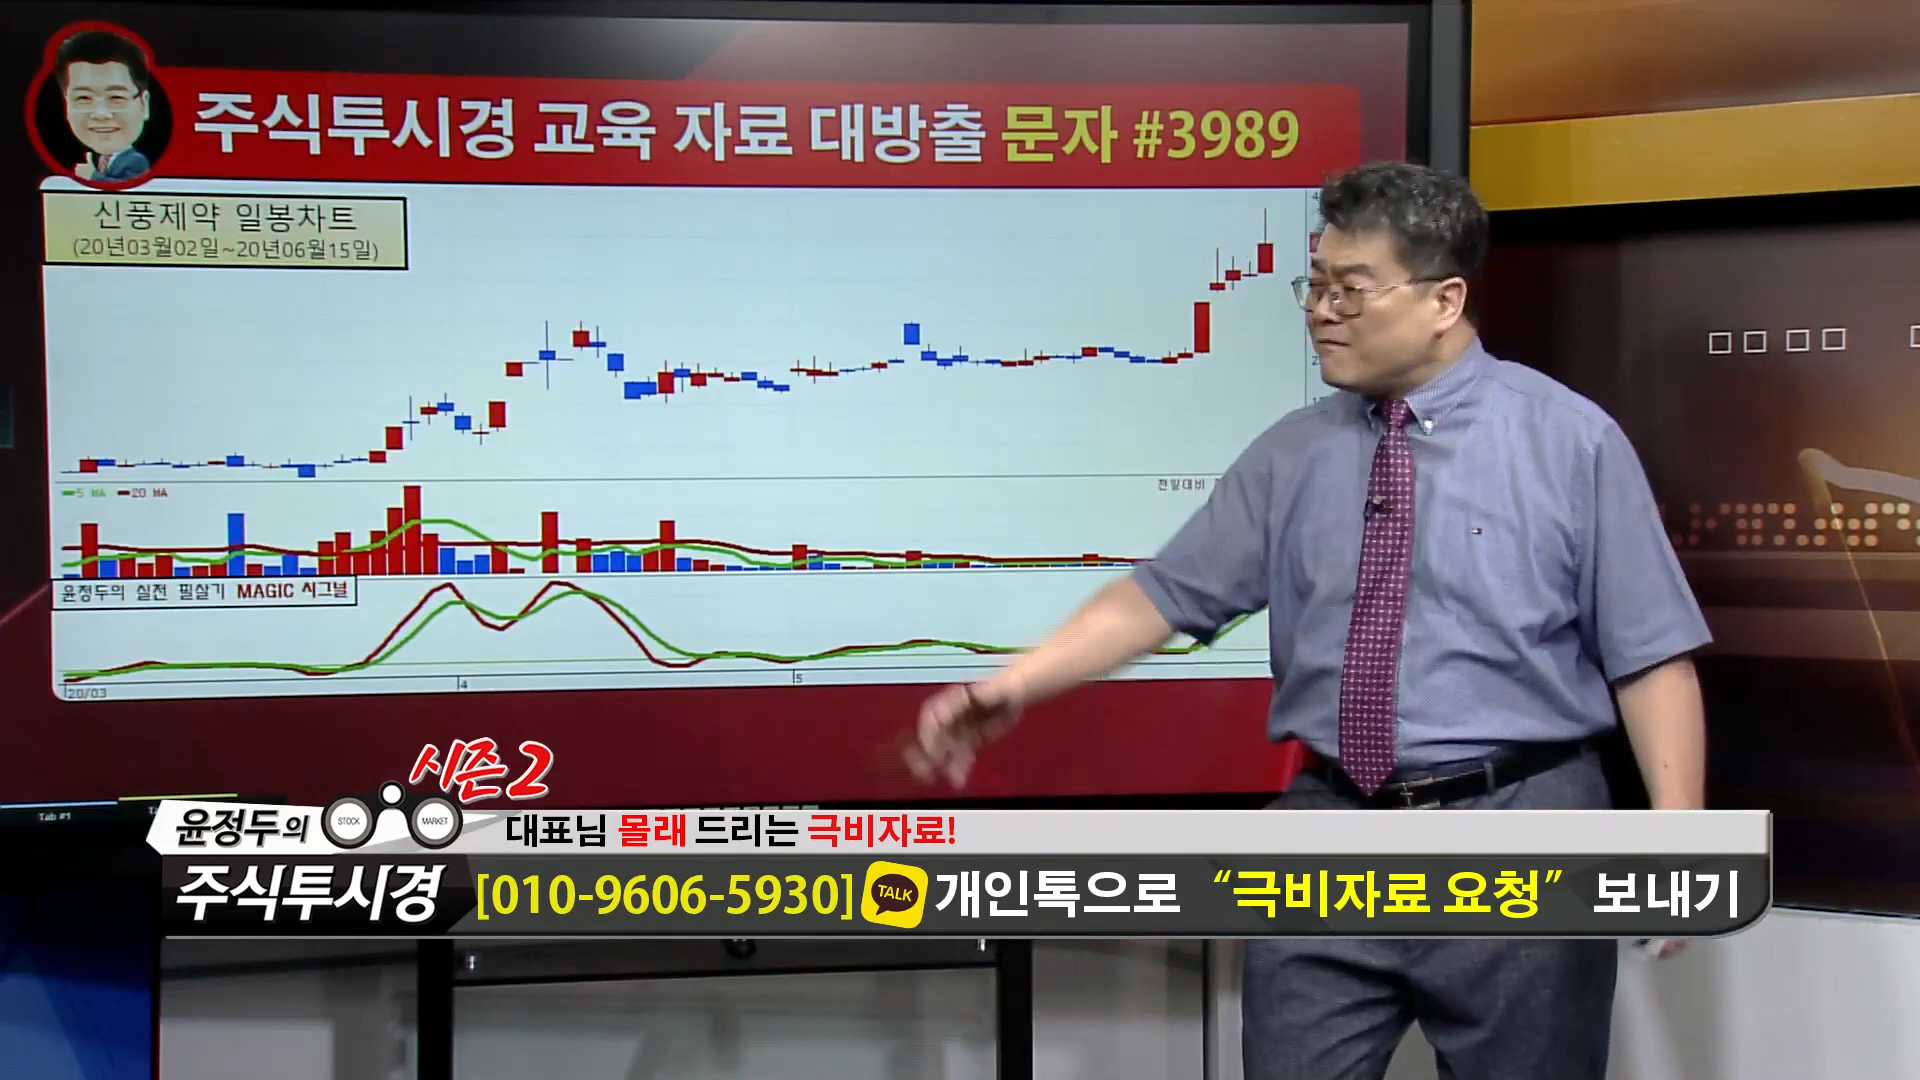 주식투시경 교육 자료 대방출 문자 #3989
신풍제약 일봉차트
(20년03월02일~20년06월15일)
5 MA 20 MA
전일대비
윤정두의 실전 필살기 MAGIC 시그널
20/03 4 5
Tab #1
시즌2
윤정두의 STOCK MARKET
주식투시경
대표님 몰래 드리는 극비자료!
[010-9606-5930] TALK 개인톡으로 “극비자료 요청” 보내기